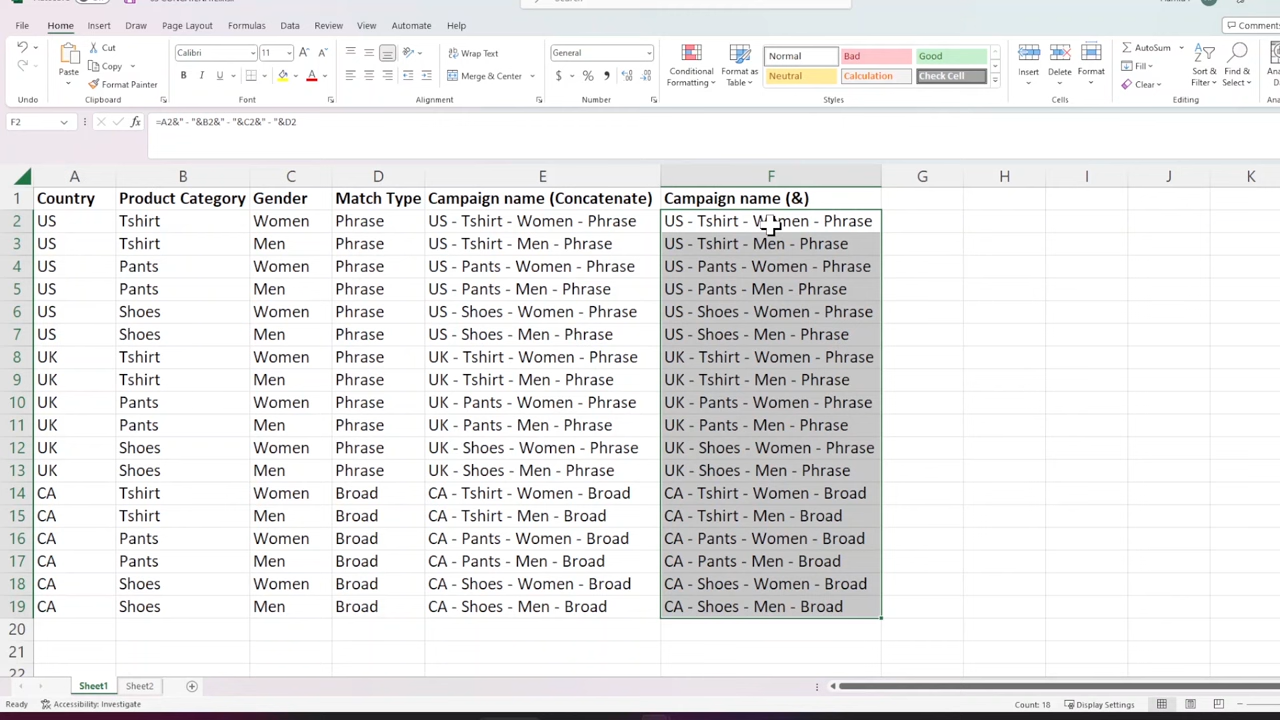 Search
File Home Insert Draw Page Layout Formulas Data Review View Automate Help Comments
Cut Calibri 11 Wrap Text General Normal Bad Good AutoSum
Paste Copy Conditional Formatting Format as Table Insert Delete Format Fill Sort & Filter Find & Select
Format Painter B I U Merge & Center $ % Neutral Calculation Check Cell Clear
Undo Clipboard Font Alignment Number Styles Cells Editing
F2 fx =A2&" - "&B2&" - "&C2&" - "&D2
A B C D E F G H I J K
1 Country Product Category Gender Match Type Campaign name (Concatenate) Campaign name (&)
2 US Tshirt Women Phrase US - Tshirt - Women - Phrase US - Tshirt - Women - Phrase
3 US Tshirt Men Phrase US - Tshirt - Men - Phrase US - Tshirt - Men - Phrase
4 US Pants Women Phrase US - Pants - Women - Phrase US - Pants - Women - Phrase
5 US Pants Men Phrase US - Pants - Men - Phrase US - Pants - Men - Phrase
6 US Shoes Women Phrase US - Shoes - Women - Phrase US - Shoes - Women - Phrase
7 US Shoes Men Phrase US - Shoes - Men - Phrase US - Shoes - Men - Phrase
8 UK Tshirt Women Phrase UK - Tshirt - Women - Phrase UK - Tshirt - Women - Phrase
9 UK Tshirt Men Phrase UK - Tshirt - Men - Phrase UK - Tshirt - Men - Phrase
10 UK Pants Women Phrase UK - Pants - Women - Phrase UK - Pants - Women - Phrase
11 UK Pants Men Phrase UK - Pants - Men - Phrase UK - Pants - Men - Phrase
12 UK Shoes Women Phrase UK - Shoes - Women - Phrase UK - Shoes - Women - Phrase
13 UK Shoes Men Phrase UK - Shoes - Men - Phrase UK - Shoes - Men - Phrase
14 CA Tshirt Women Broad CA - Tshirt - Women - Broad CA - Tshirt - Women - Broad
15 CA Tshirt Men Broad CA - Tshirt - Men - Broad CA - Tshirt - Men - Broad
16 CA Pants Women Broad CA - Pants - Women - Broad CA - Pants - Women - Broad
17 CA Pants Men Broad CA - Pants - Men - Broad CA - Pants - Men - Broad
18 CA Shoes Women Broad CA - Shoes - Women - Broad CA - Shoes - Women - Broad
19 CA Shoes Men Broad CA - Shoes - Men - Broad CA - Shoes - Men - Broad
20
21
22
Sheet1 Sheet2
Ready Accessibility: Investigate Count: 18 Display Settings